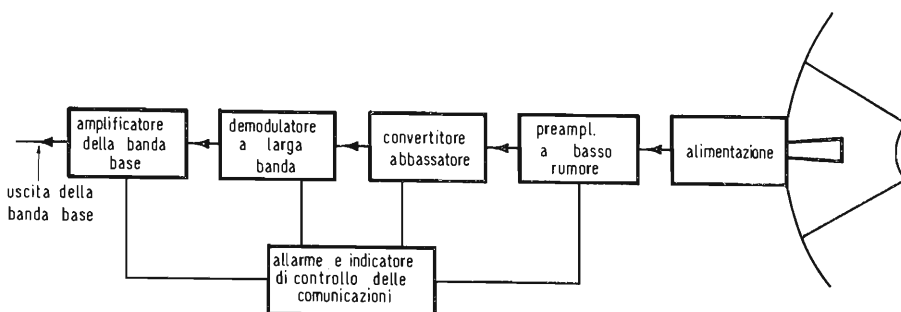 amplificatore
della banda
base
demodulatore
a larga
banda
convertitore
abbassatore
preampl.
a basso
rumore
alimentazione
uscita della
banda base
allarme e indicatore
di controllo delle
comunicazioni